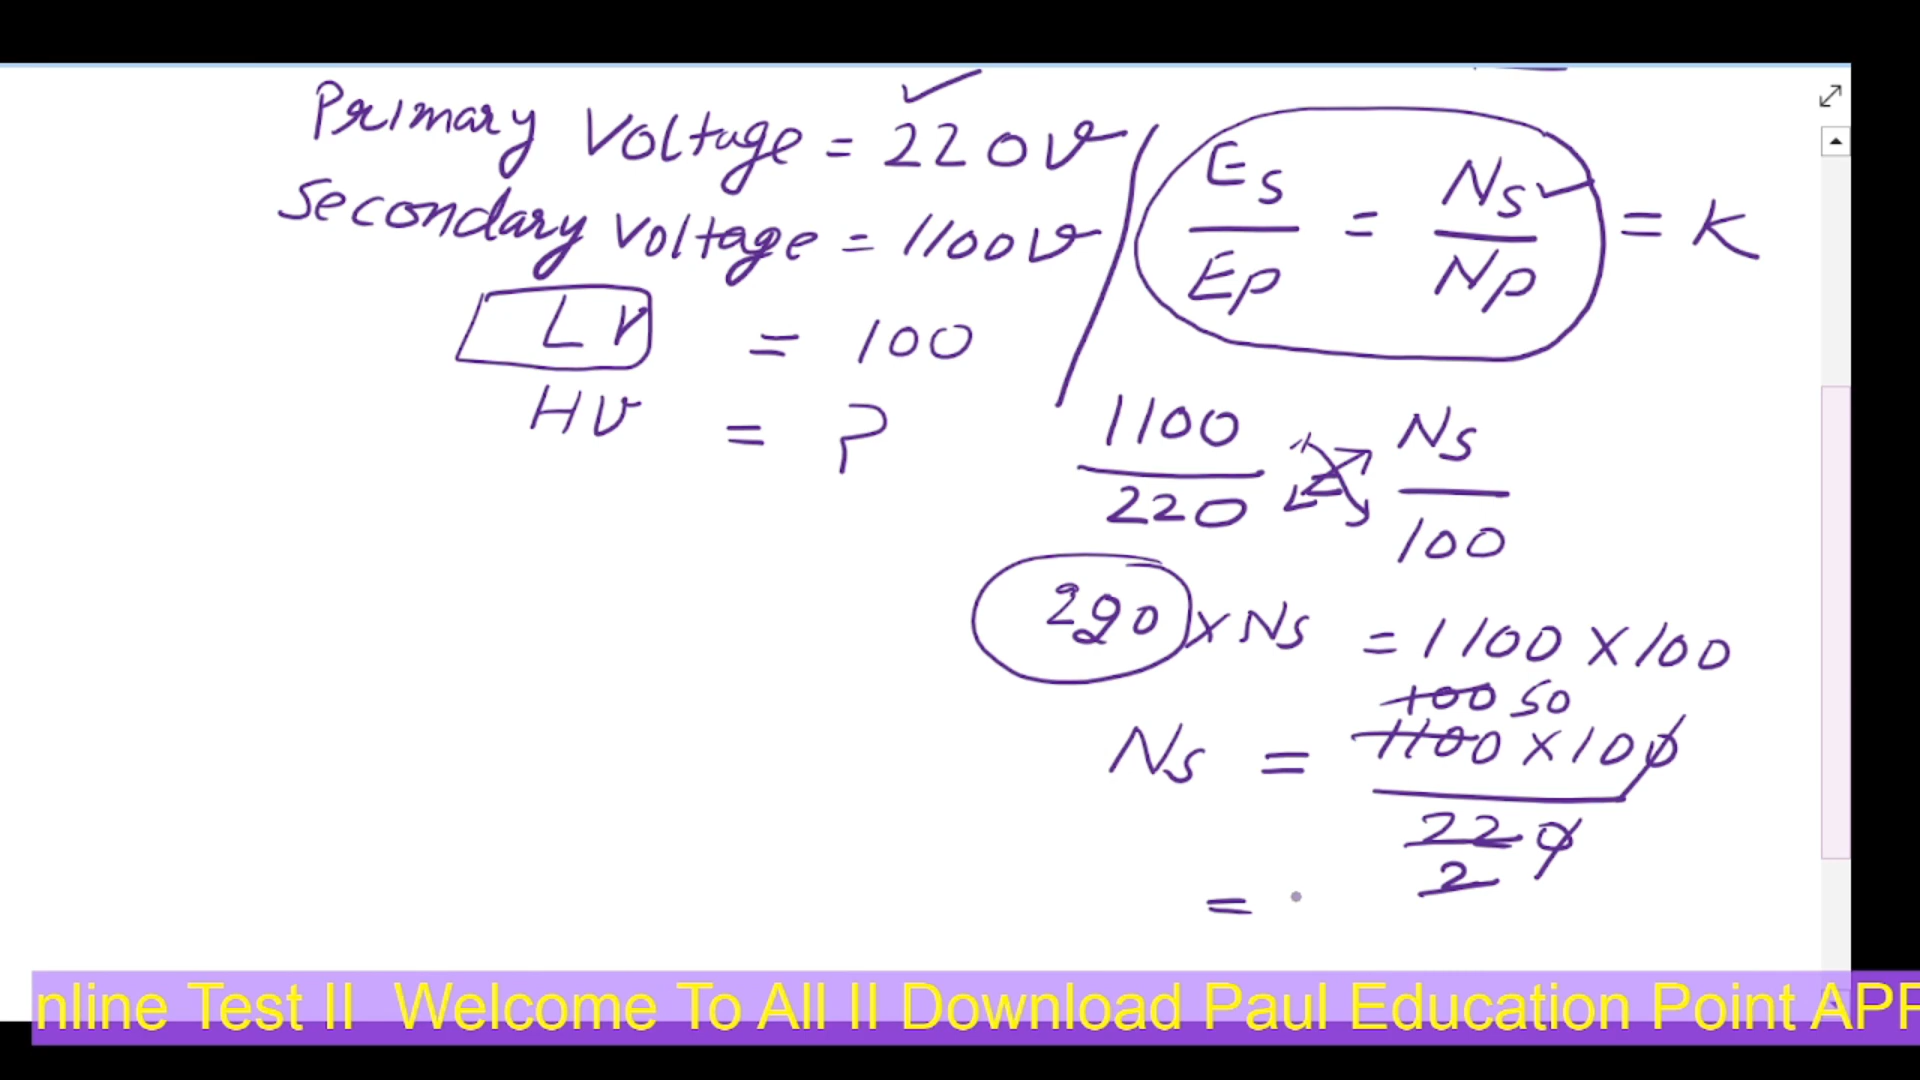 Primary Voltage = 220V
Secondary Voltage = 1100V
LV = 100
HV = ?
Es/Ep = Ns/Np = K
1100/220 = Ns/100
220 x Ns = 1100 x 100
100 50
Ns = 1100 x 100
220
2
=
nline Test II Welcome To All II Download Paul Education Point APP